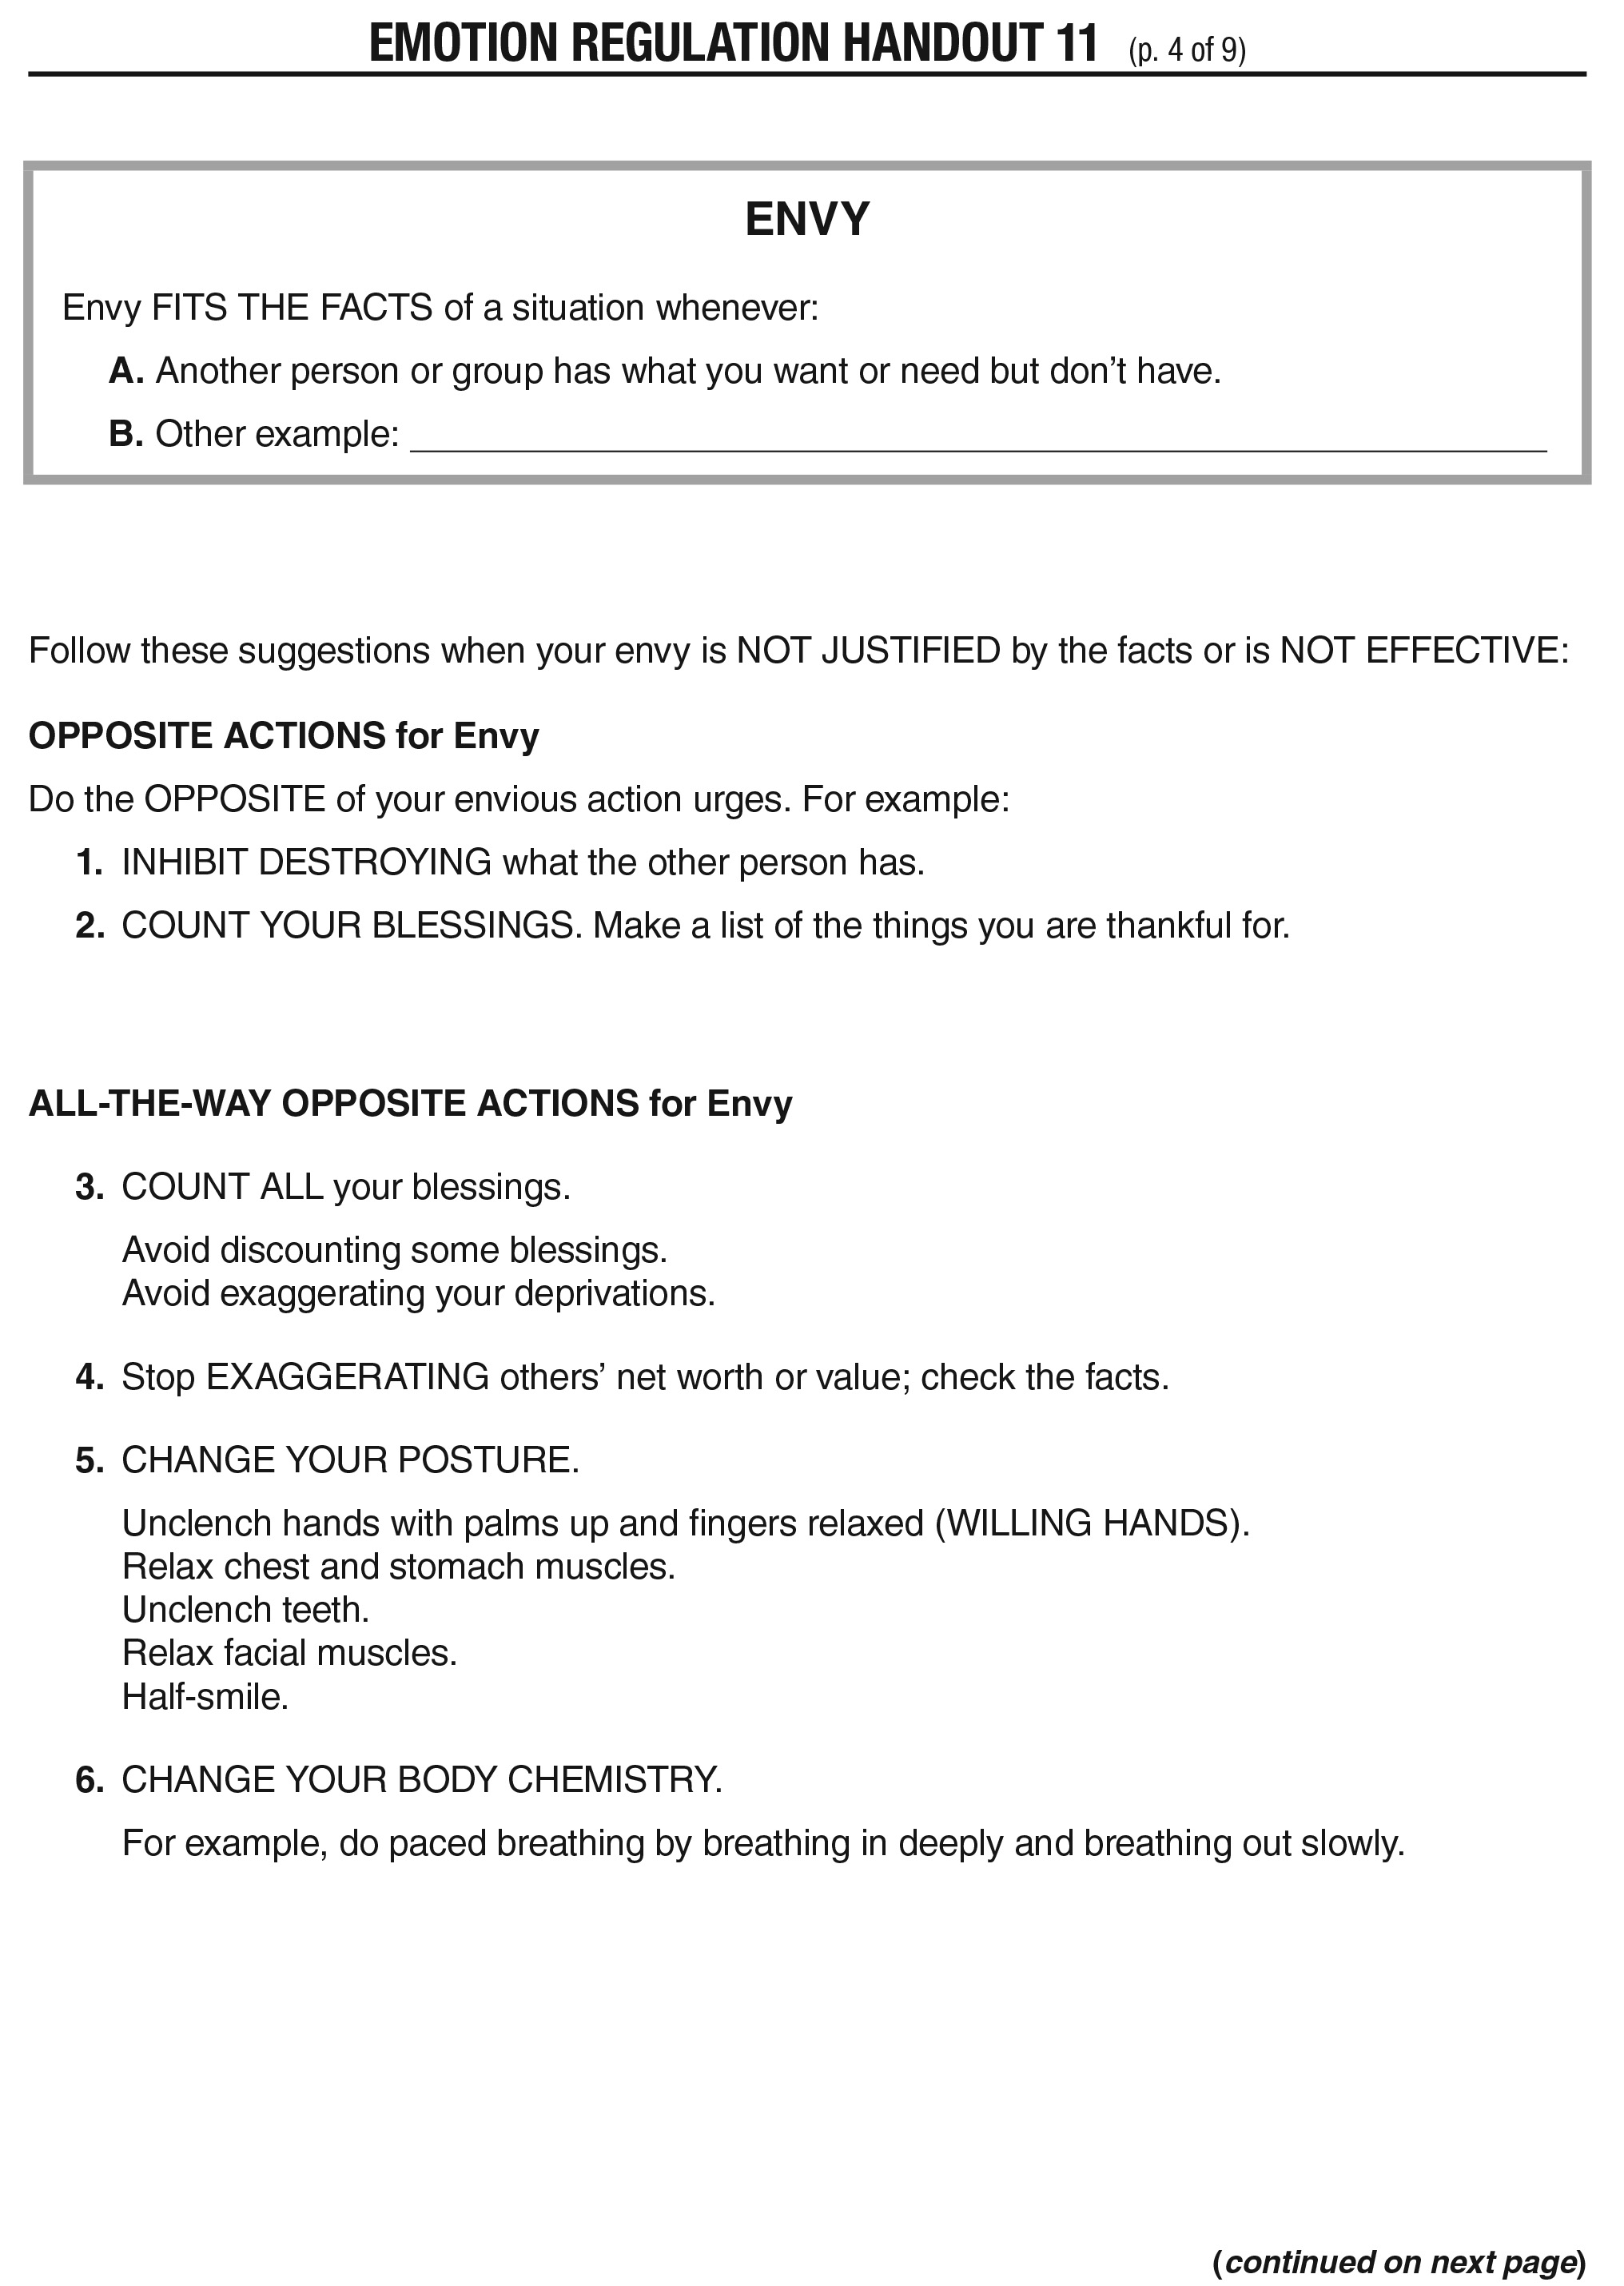 EMOTION REGULATION HANDOUT 11 (p. 4 of 9)
ENVY
Envy FITS THE FACTS of a situation whenever:
A. Another person or group has what you want or need but don’t have.
B. Other example:
Follow these suggestions when your envy is NOT JUSTIFIED by the facts or is NOT EFFECTIVE:
OPPOSITE ACTIONS for Envy
Do the OPPOSITE of your envious action urges. For example:
1. INHIBIT DESTROYING what the other person has.
2. COUNT YOUR BLESSINGS. Make a list of the things you are thankful for.
ALL-THE-WAY OPPOSITE ACTIONS for Envy
3. COUNT ALL your blessings.
Avoid discounting some blessings.
Avoid exaggerating your deprivations.
4. Stop EXAGGERATING others’ net worth or value; check the facts.
5. CHANGE YOUR POSTURE.
Unclench hands with palms up and fingers relaxed (WILLING HANDS).
Relax chest and stomach muscles.
Unclench teeth.
Relax facial muscles.
Half-smile.
6. CHANGE YOUR BODY CHEMISTRY.
For example, do paced breathing by breathing in deeply and breathing out slowly.
(continued on next page)